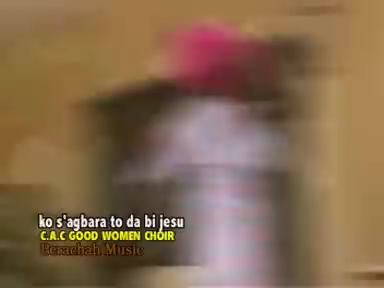 ko s'agbara to da bi jesu
C.A.C GOOD WOMEN CHOIR
Berachah Music